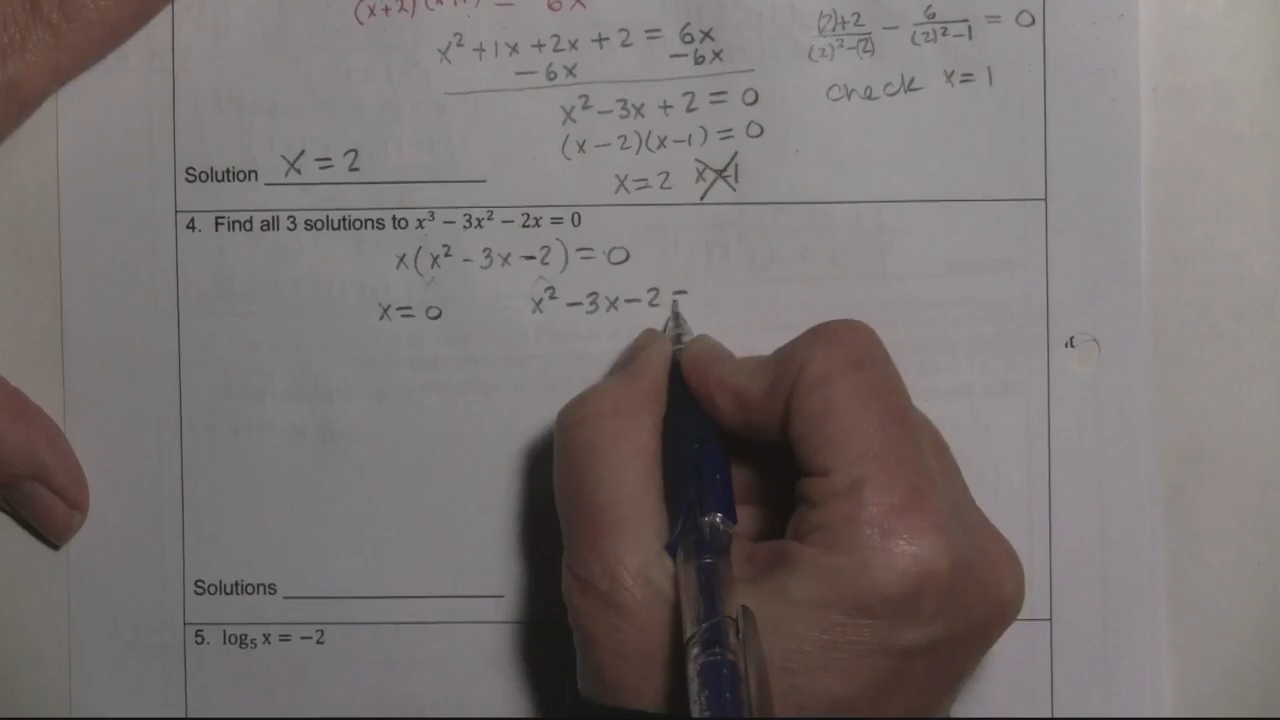 (x+2)(x+1) = 6x
x² + 1x + 2x + 2 = 6x
-6x -6x
x² - 3x + 2 = 0
(x - 2)(x - 1) = 0
x = 2 x = 1
(2)+2/(2)²-(2) - 6/(2)²-1 = 0
check x = 1
Solution x = 2
4. Find all 3 solutions to x³ − 3x² − 2x = 0
x(x² - 3x - 2) = 0
x = 0 x² - 3x - 2 =
Solutions
5. log₅ x = −2